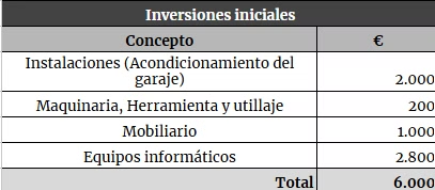 Inversiones iniciales
Concepto €
Instalaciones (Acondicionamiento del
garaje) 2.000
Maquinaria, Herramienta y utillaje 200
Mobiliario 1.000
Equipos informáticos 2.800
Total 6.000